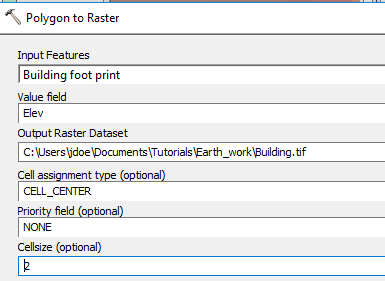 Polygon to Raster
Input Features
Building foot print
Value field
Elev
Output Raster Dataset
C:\Users\jdoe\Documents\Tutorials\Earth_work\Building.tif
Cell assignment type (optional)
CELL_CENTER
Priority field (optional)
NONE
Cellsize (optional)
2